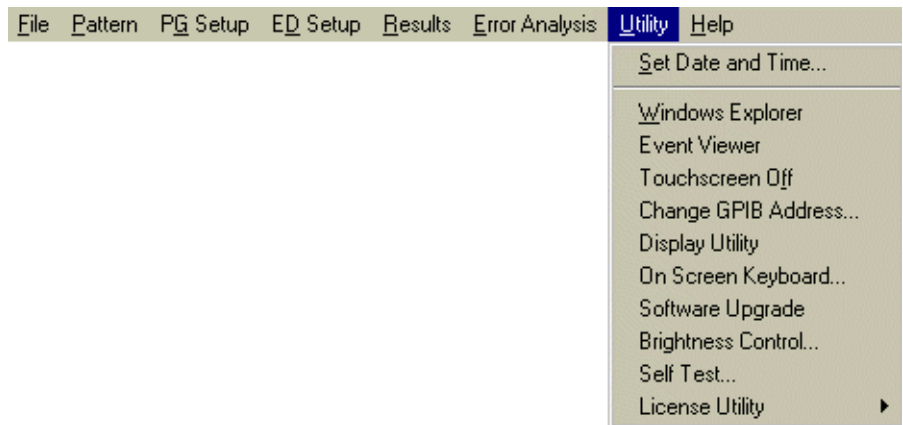 File Pattern PG Setup ED Setup Results Error Analysis Utility Help
Set Date and Time...
Windows Explorer
Event Viewer
Touchscreen Off
Change GPIB Address...
Display Utility
On Screen Keyboard...
Software Upgrade
Brightness Control...
Self Test...
License Utility